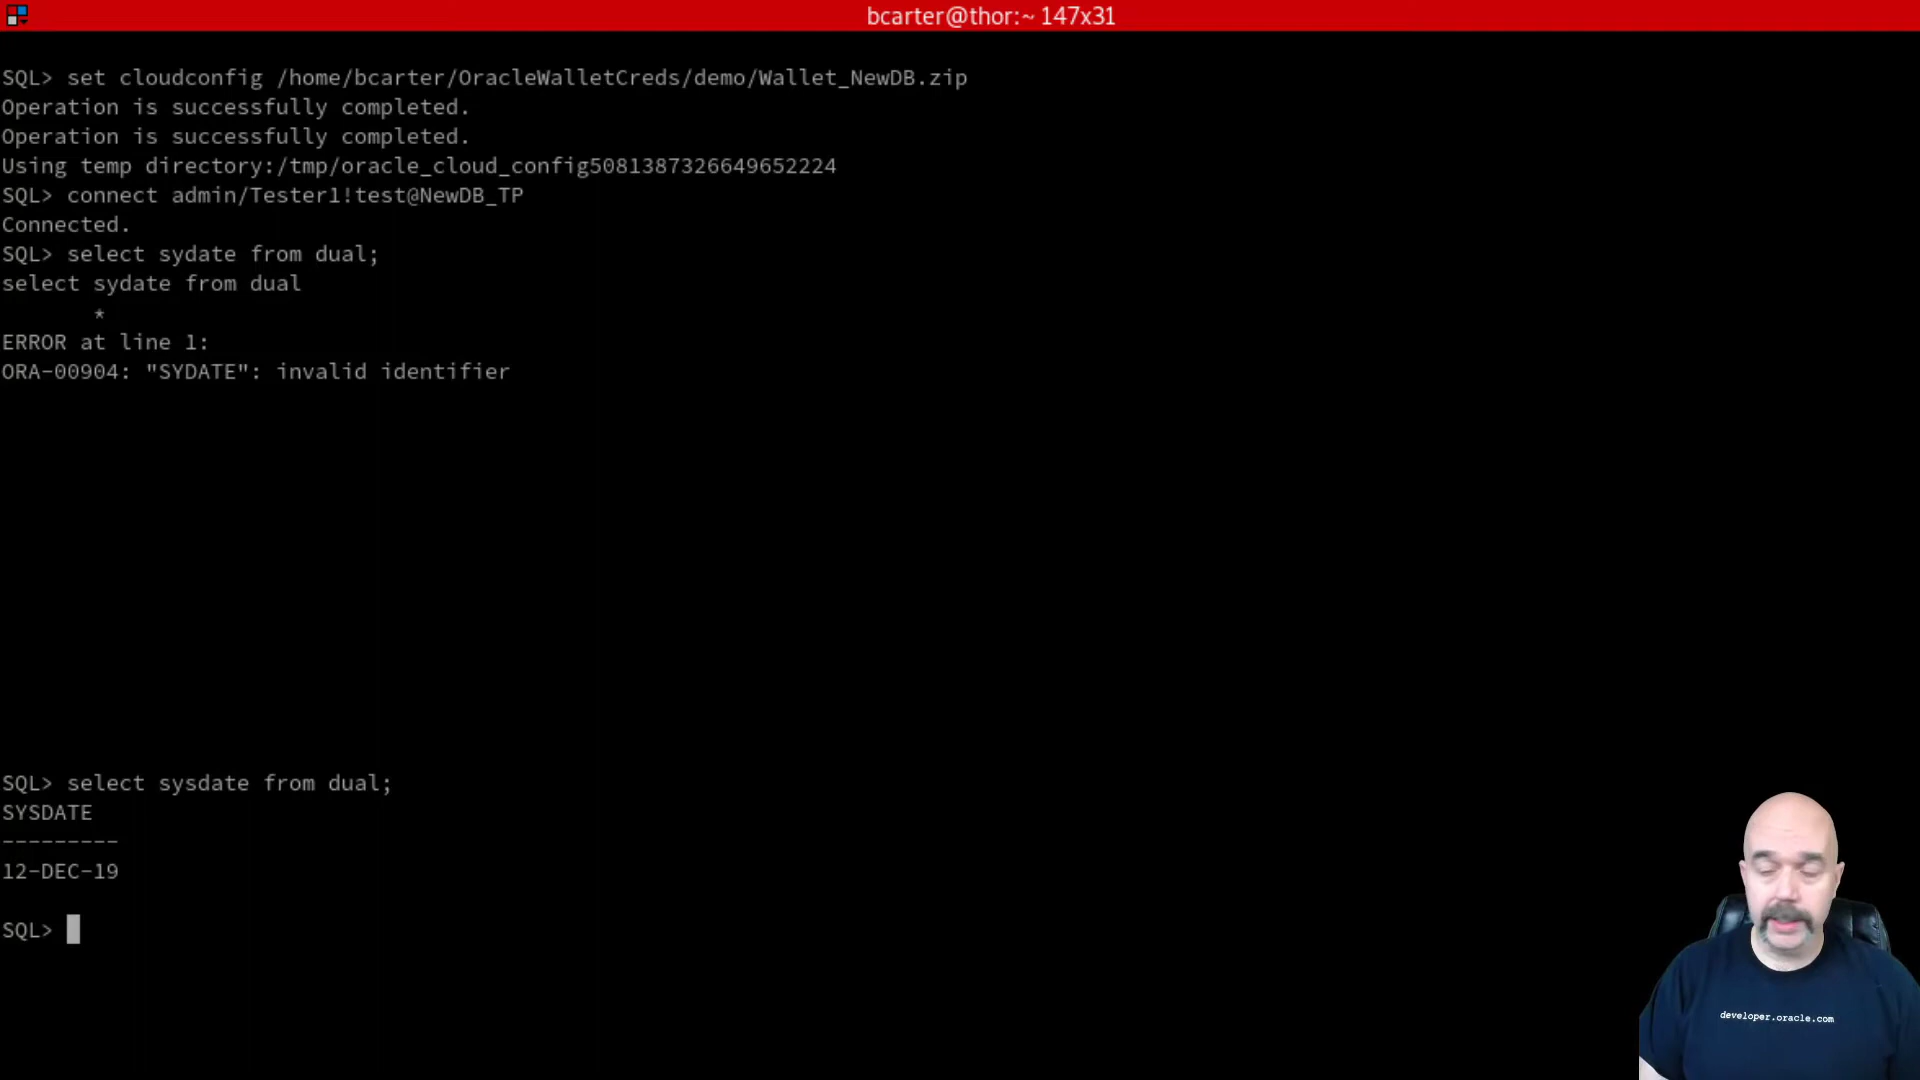 bcarter@thor:~ 147x31
SQL> set cloudconfig /home/bcarter/OracleWalletCreds/demo/Wallet_NewDB.zip
Operation is successfully completed.
Operation is successfully completed.
Using temp directory:/tmp/oracle_cloud_config5081387326649652224
SQL> connect admin/Tester1!test@NewDB_TP
Connected.
SQL> select sydate from dual;
select sydate from dual
       *
ERROR at line 1:
ORA-00904: "SYDATE": invalid identifier
SQL> select sysdate from dual;
SYSDATE
---------
12-DEC-19
SQL>
developer.oracle.com